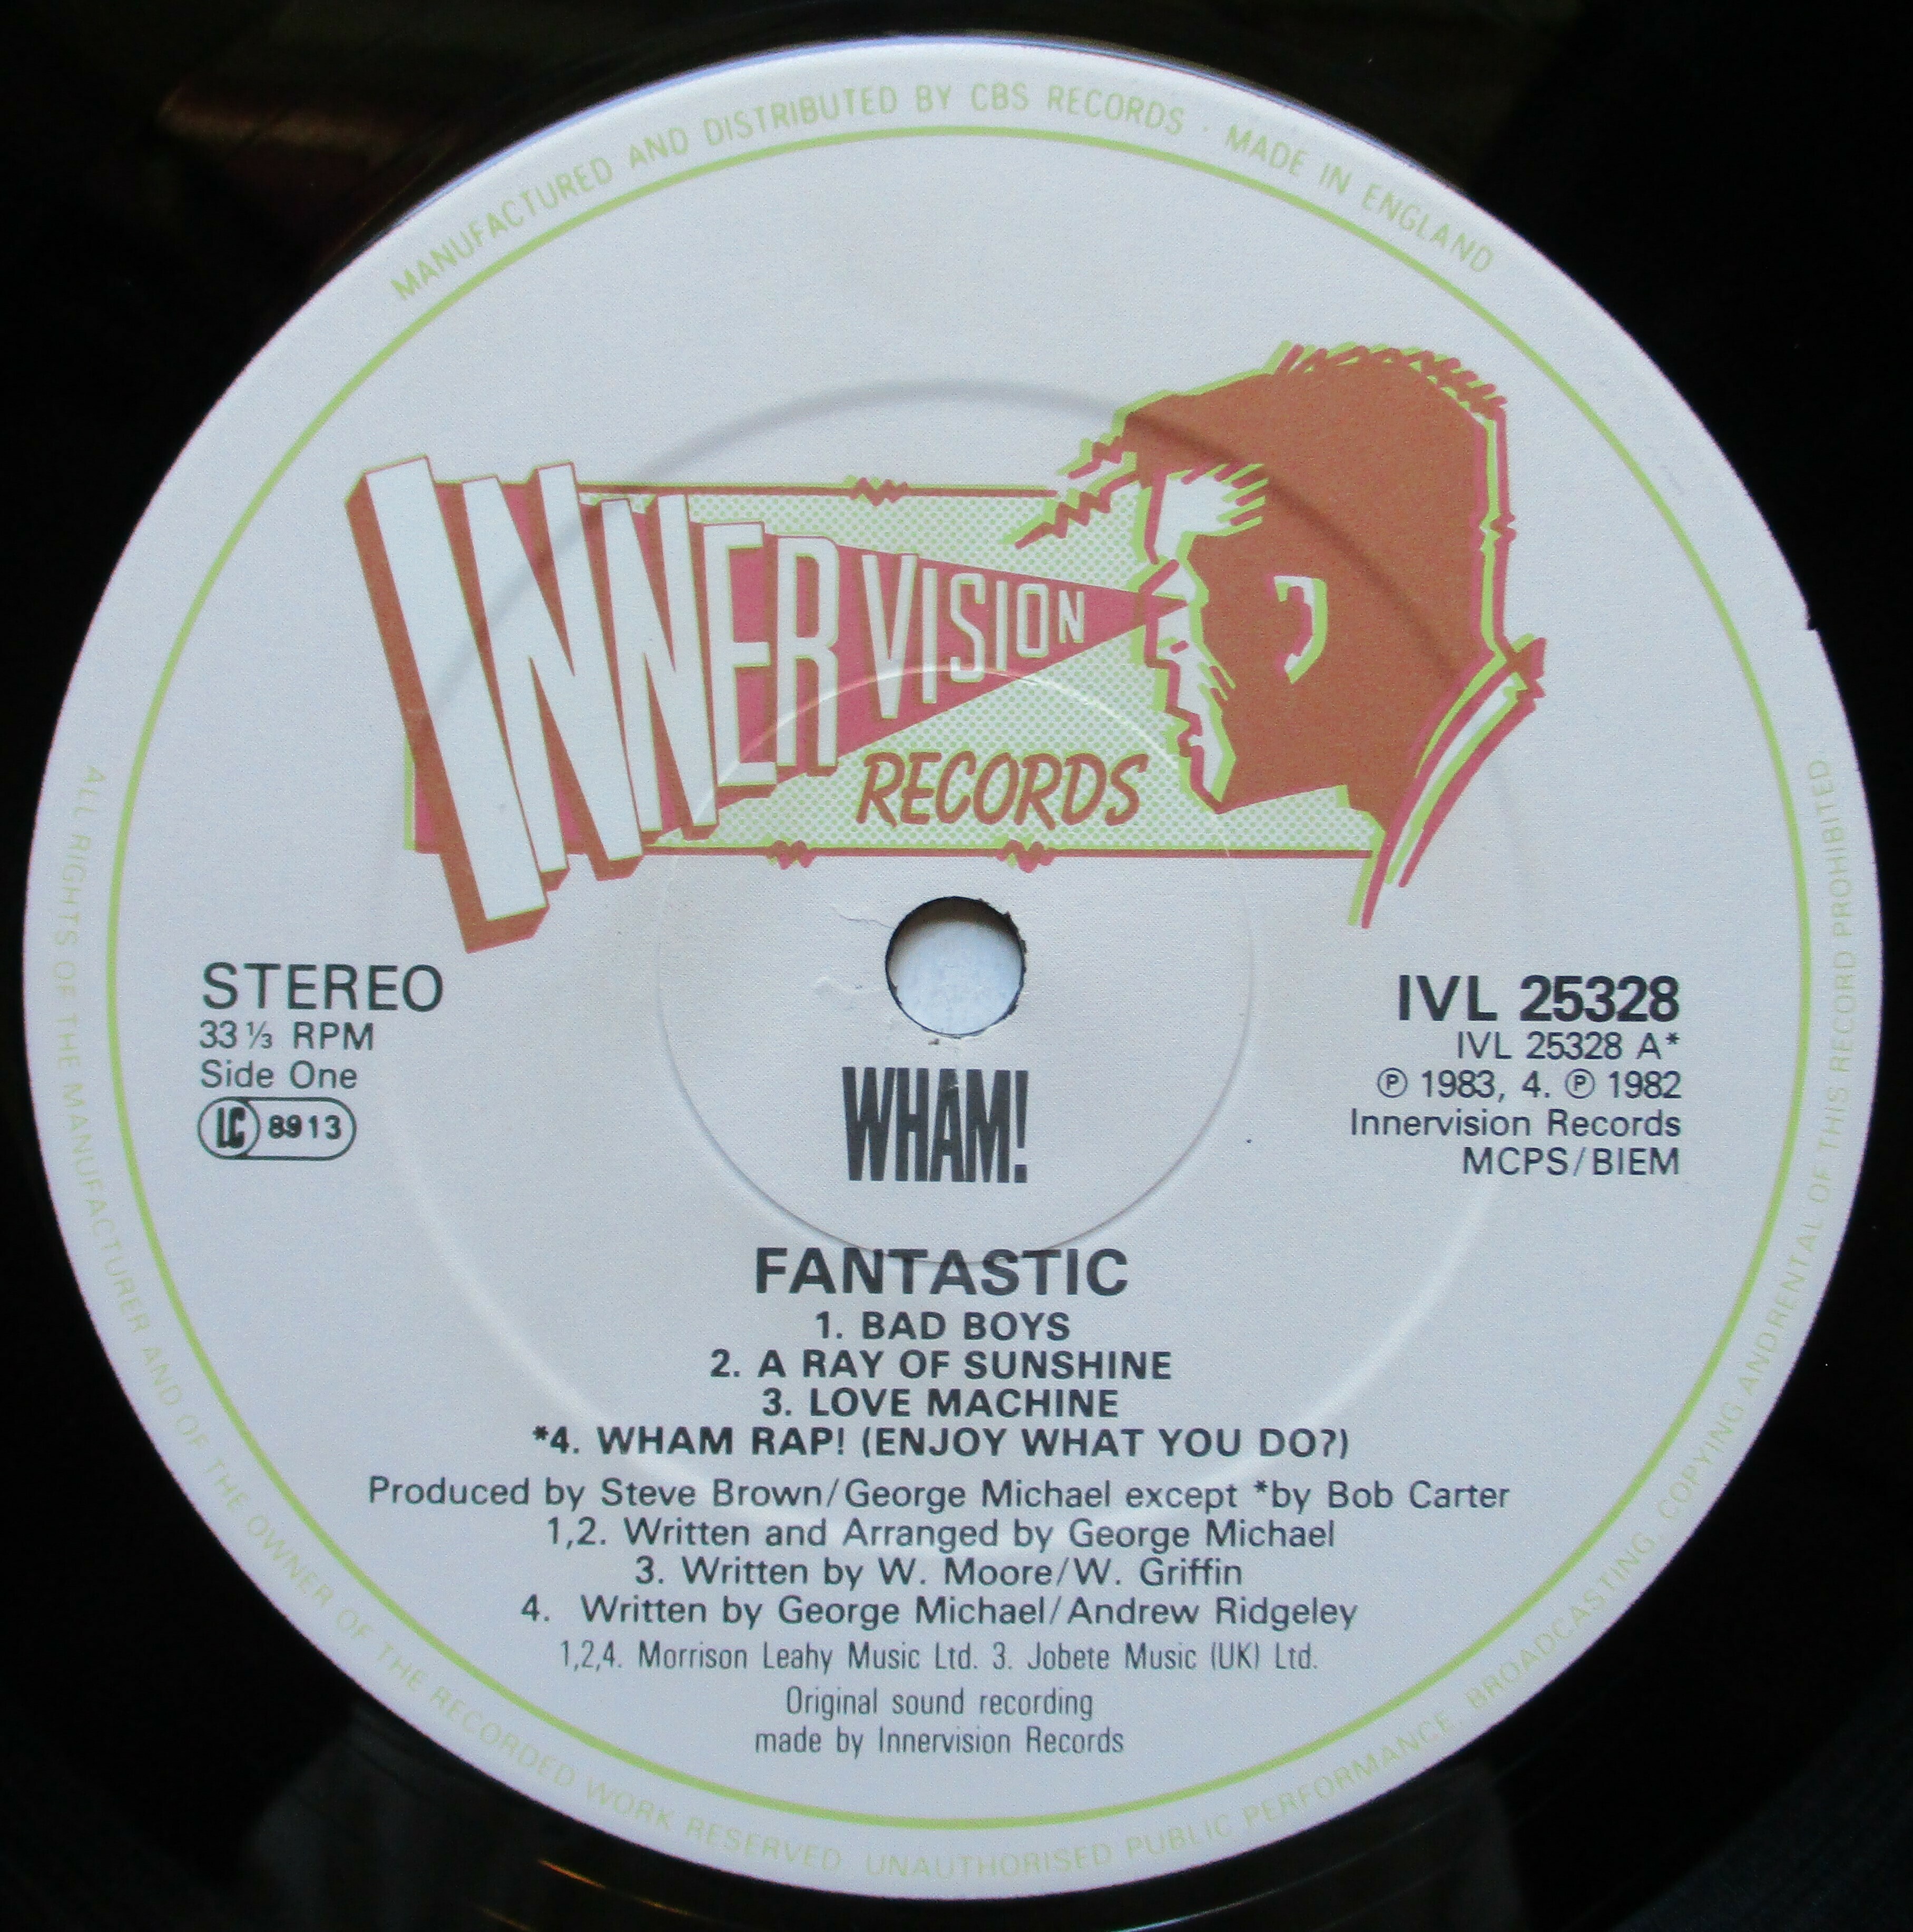 MANUFACTURED AND DISTRIBUTED BY CBS RECORDS · MADE IN ENGLAND
INNERVISION
RECORDS
STEREO
33 ⅓ RPM
Side One
LC 8913
IVL 25328
IVL 25328 A*
℗ 1983, 4. ℗ 1982
Innervision Records
MCPS/BIEM
WHAM!
FANTASTIC
1. BAD BOYS
2. A RAY OF SUNSHINE
3. LOVE MACHINE
*4. WHAM RAP! (ENJOY WHAT YOU DO?)
Produced by Steve Brown/George Michael except *by Bob Carter
1,2. Written and Arranged by George Michael
3. Written by W. Moore/W. Griffin
4. Written by George Michael/Andrew Ridgeley
1,2,4. Morrison Leahy Music Ltd. 3. Jobete Music (UK) Ltd.
Original sound recording
made by Innervision Records
ALL RIGHTS OF THE MANUFACTURER AND OF THE OWNER OF THE RECORDED WORK RESERVED. UNAUTHORISED PUBLIC PERFORMANCE, BROADCASTING, COPYING AND RENTAL OF THIS RECORD PROHIBITED.